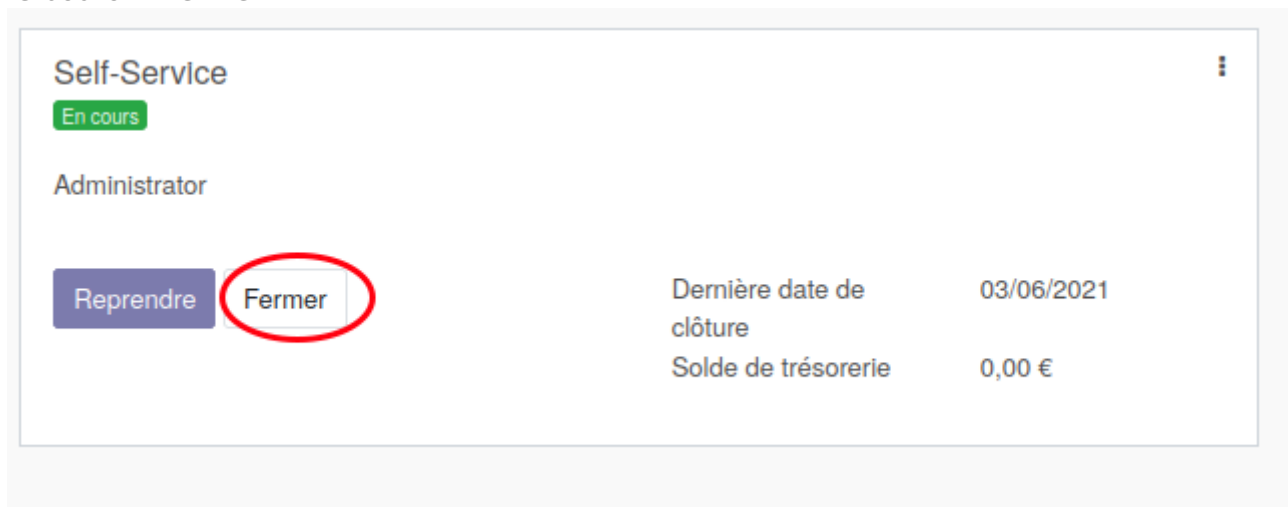 Self-Service
En cours
Administrator
Reprendre
Fermer
Dernière date de clôture
03/06/2021
Solde de trésorerie
0,00 €